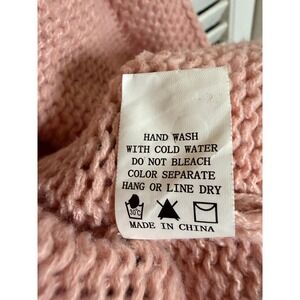 HAND WASH
WITH COLD WATER
DO NOT BLEACH
COLOR SEPARATE
HANG OR LINE DRY
30°C
MADE IN CHINA